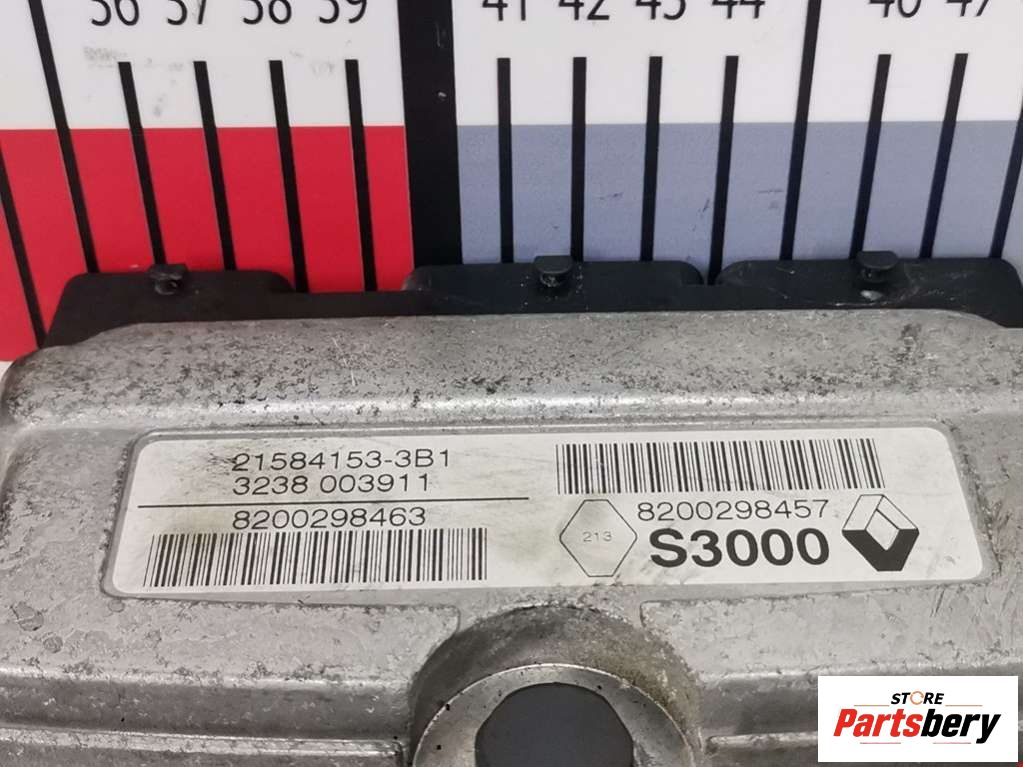 56 57 58 59 41 42 43 44 46 47
21584153-3B1
3238 003911
8200298463
8200298457
213
S3000
STORE
Partsbery